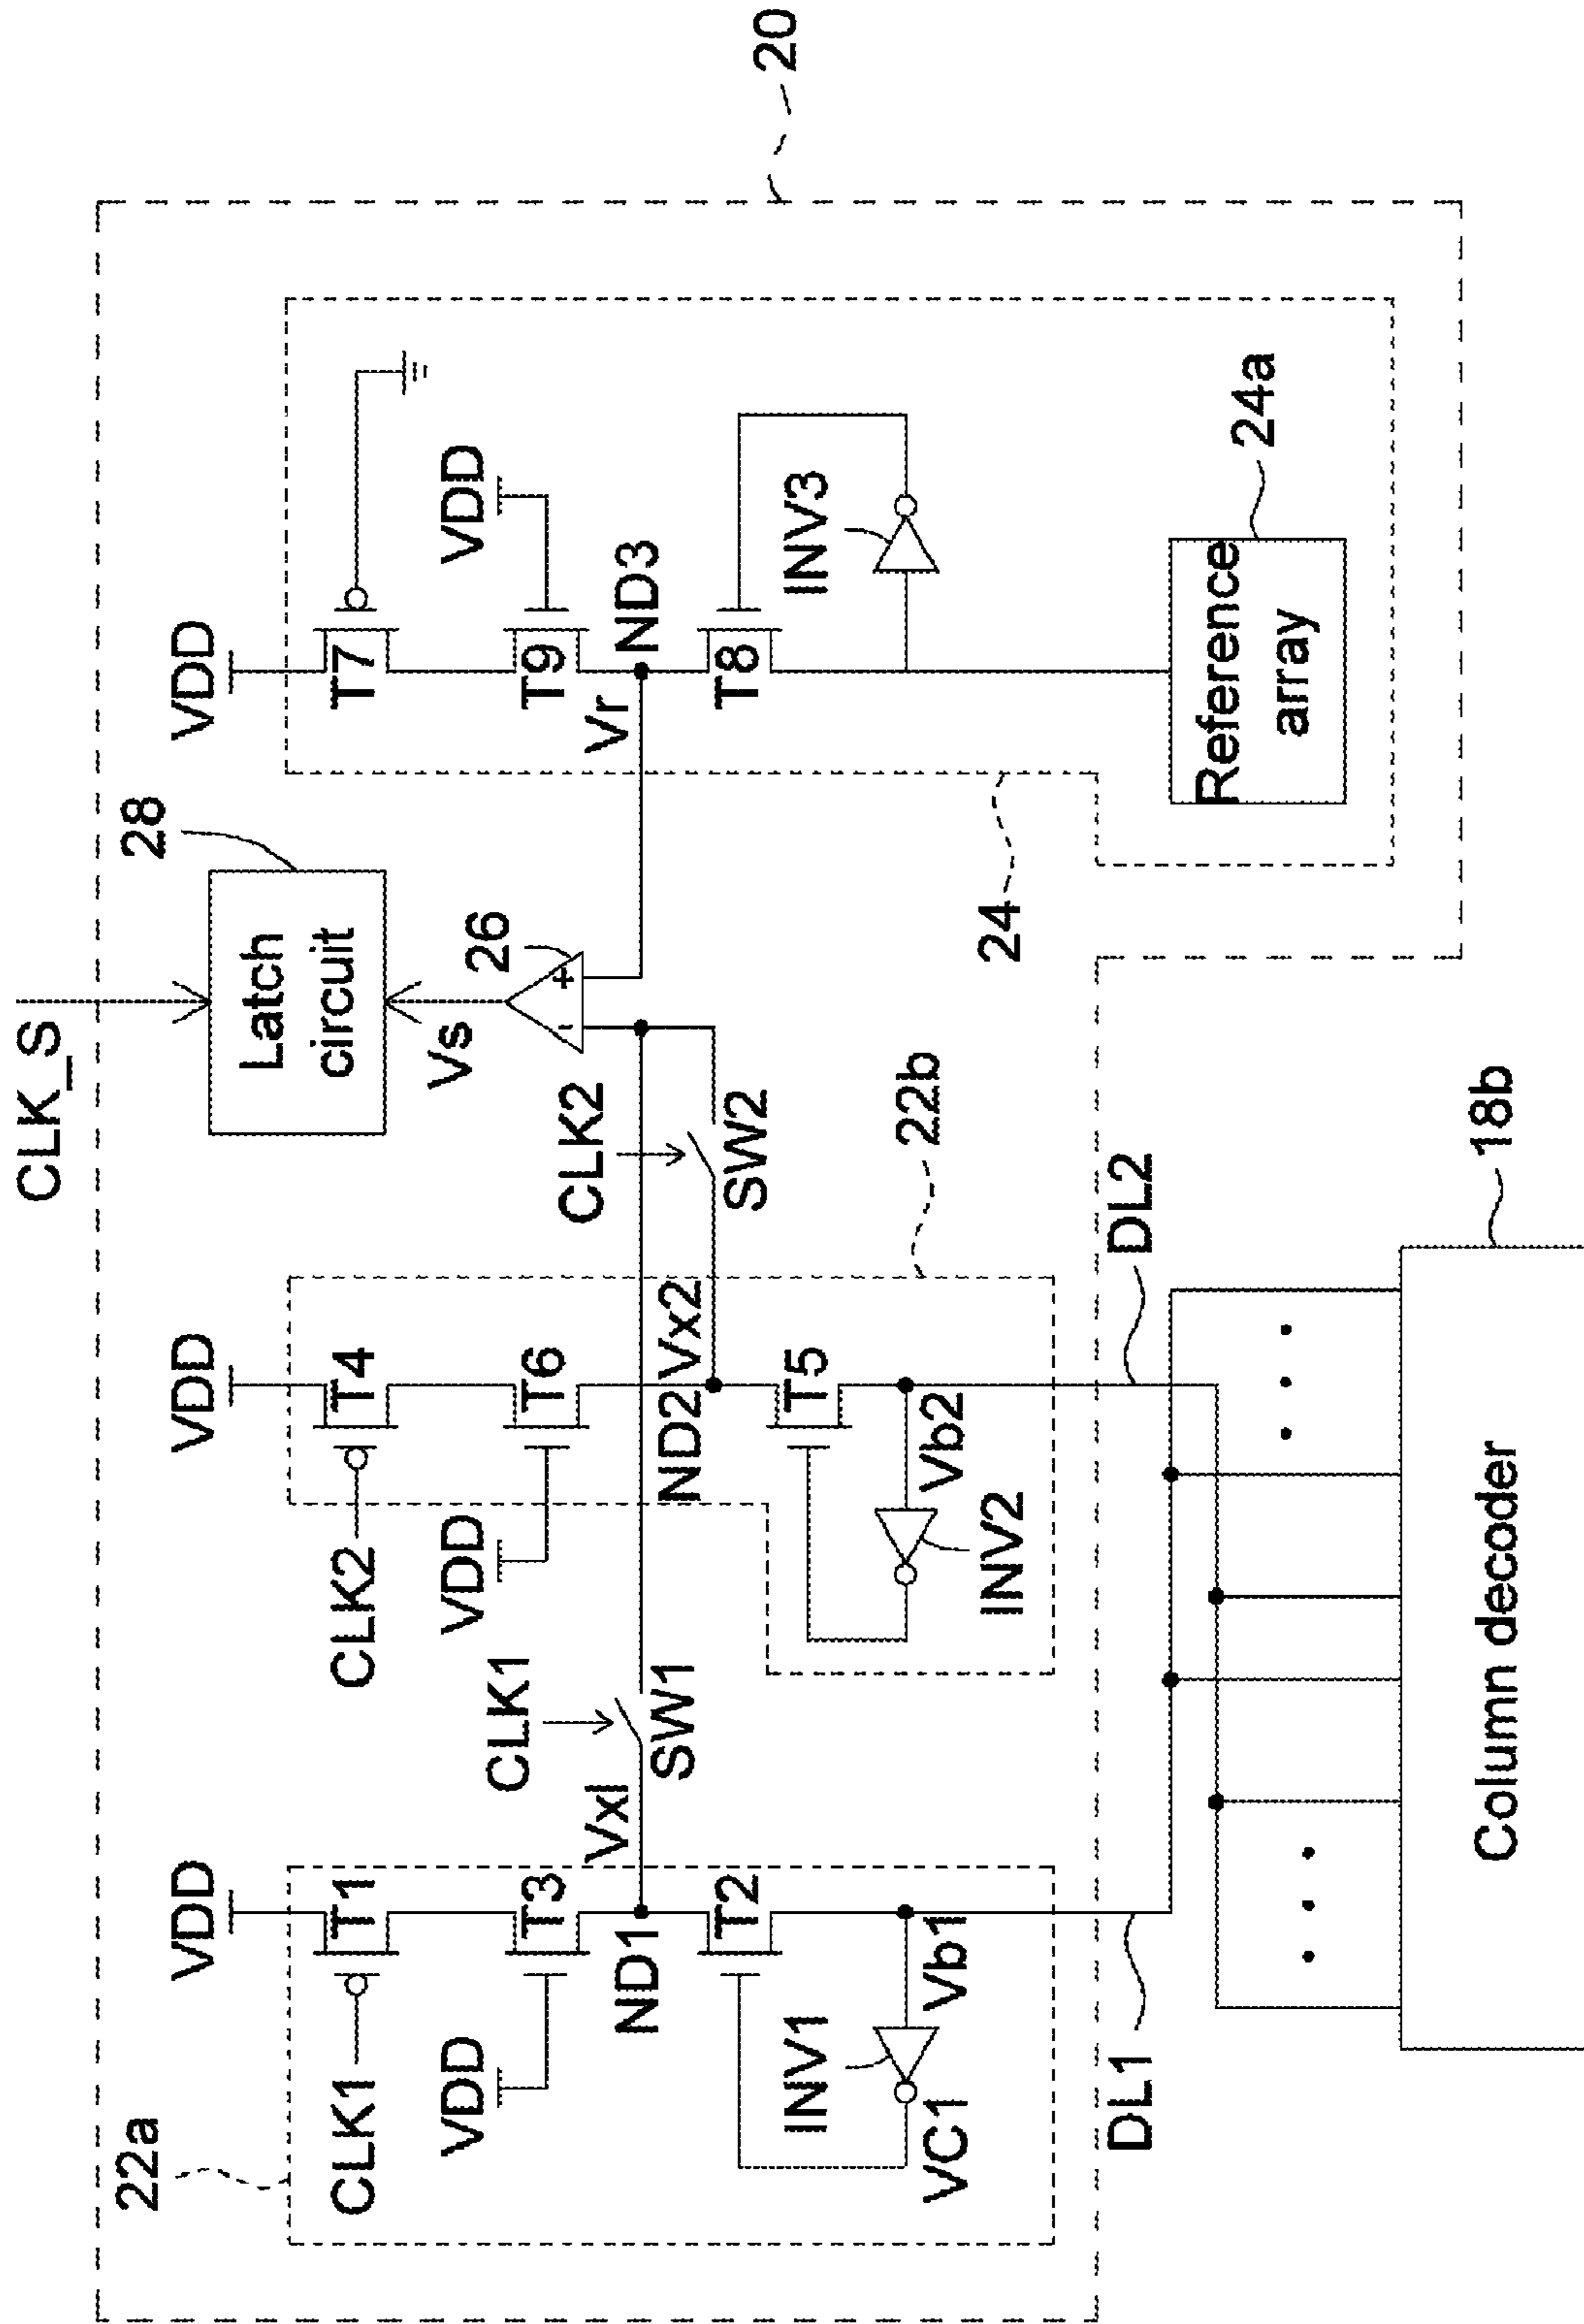 CLK_S
20
28
Latch
circuit
Vs
26
-
+
22a
VDD
T1
CLK1
VDD
T3
ND1
Vxl
T2
INV1
VC1
Vb1
DL1
CLK1
SW1
VDD
T4
CLK2
VDD
T6
ND2
Vx2
T5
Vb2
INV2
DL2
22b
CLK2
SW2
VDD
T7
VDD
T9
Vr
ND3
T8
INV3
24
Reference
array
24a
Column decoder
18b